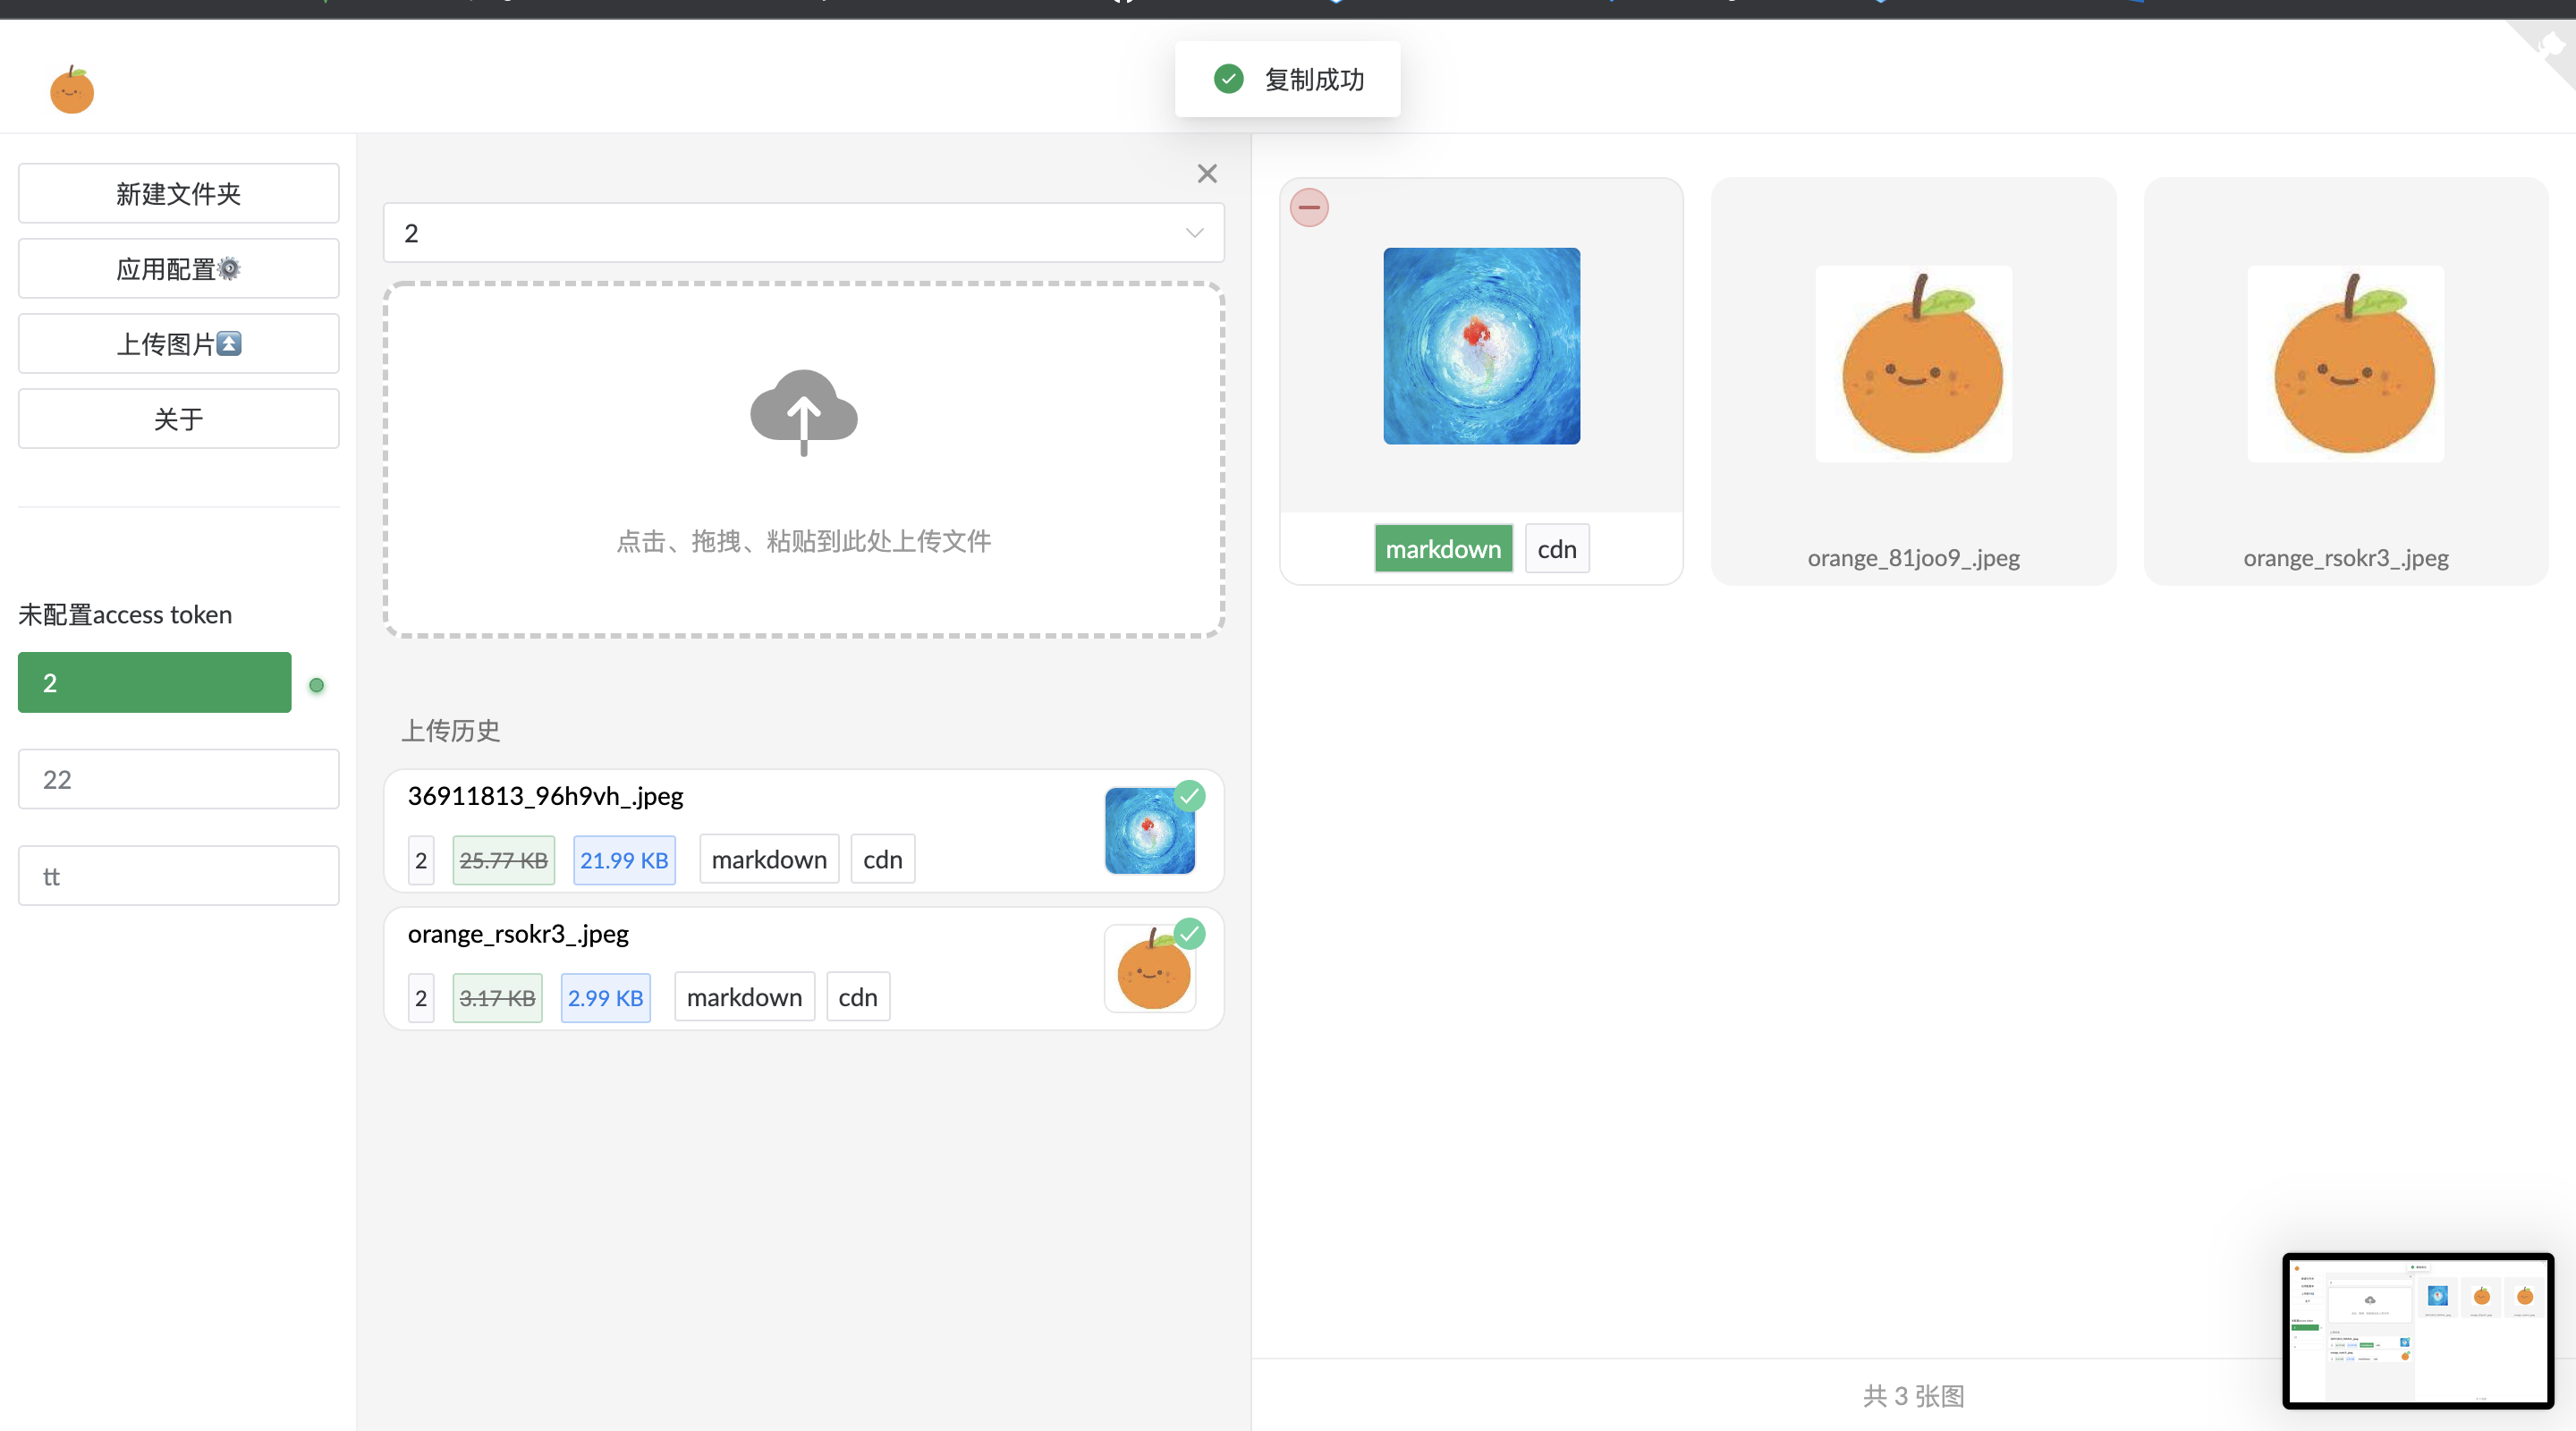 复制成功
新建文件夹
应用配置
上传图片
关于
未配置access token
2
22
tt
2
点击、拖拽、粘贴到此处上传文件
上传历史
36911813_96h9vh_.jpeg
2 25.77 KB 21.99 KB markdown cdn
orange_rsokr3_.jpeg
2 3.17 KB 2.99 KB markdown cdn
markdown cdn
orange_81joo9_.jpeg
orange_rsokr3_.jpeg
共 3 张图